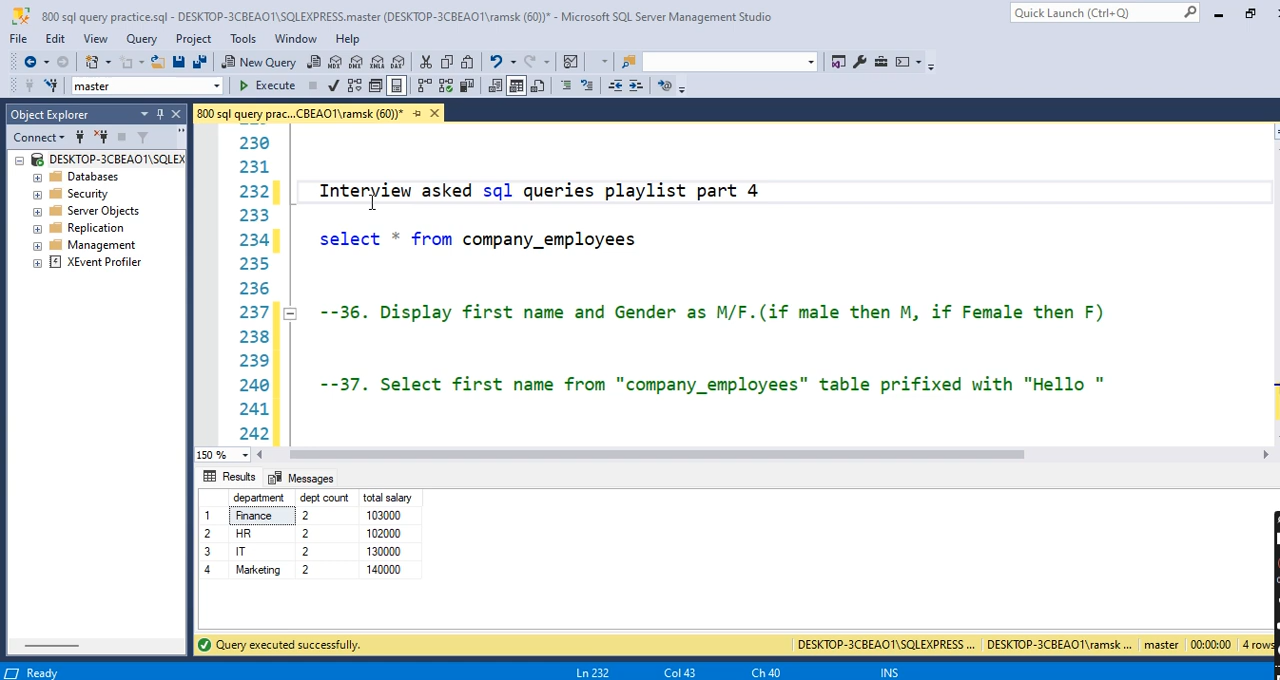 800 sql query practice.sql - DESKTOP-3CBEAO1\SQLEXPRESS.master (DESKTOP-3CBEAO1\ramsk (60))* - Microsoft SQL Server Management Studio
Quick Launch (Ctrl+Q)
File Edit View Query Project Tools Window Help
New Query
master
Execute
Object Explorer
800 sql query prac...CBEAO1\ramsk (60))*
Connect
DESKTOP-3CBEAO1\SQLEX
Databases
Security
Server Objects
Replication
Management
XEvent Profiler
230
231
232 Interview asked sql queries playlist part 4
233
234 select * from company_employees
235
236
237 --36. Display first name and Gender as M/F.(if male then M, if Female then F)
238
239
240 --37. Select first name from "company_employees" table prifixed with "Hello "
241
242
150 %
Results Messages
department dept count total salary
1 Finance 2 103000
2 HR 2 102000
3 IT 2 130000
4 Marketing 2 140000
Query executed successfully.
DESKTOP-3CBEAO1\SQLEXPRESS ... DESKTOP-3CBEAO1\ramsk ... master 00:00:00 4 rows
Ready Ln 232 Col 43 Ch 40 INS